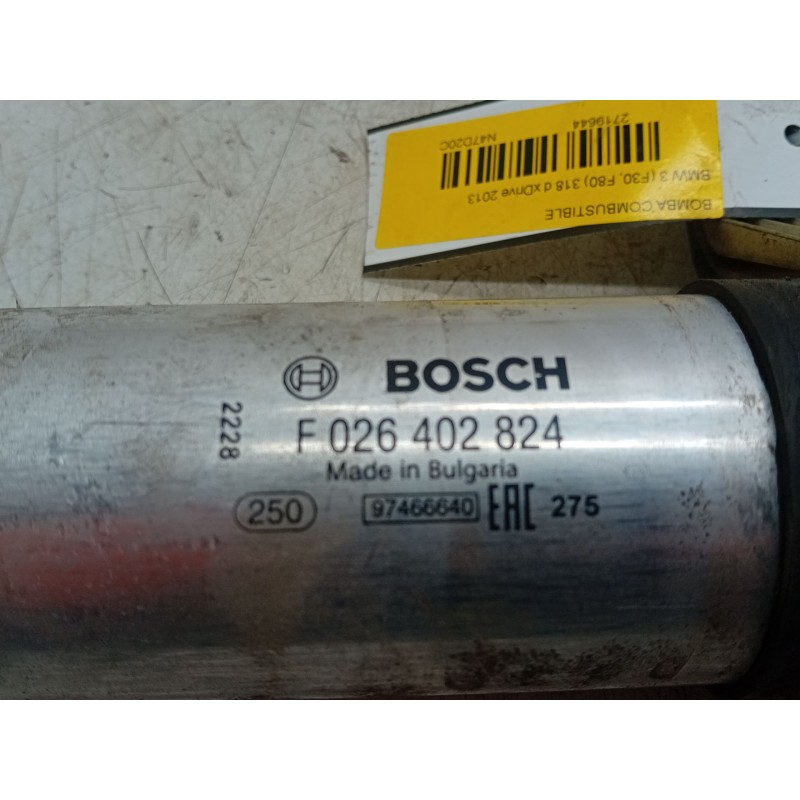 BOMBA COMBUSTIBLE
BMW 3 (F30, F80) 318 d xDrive 2013
2719644
N47D20C
BOSCH
2228
F 026 402 824
Made in Bulgaria
250
97466640
EAC
275